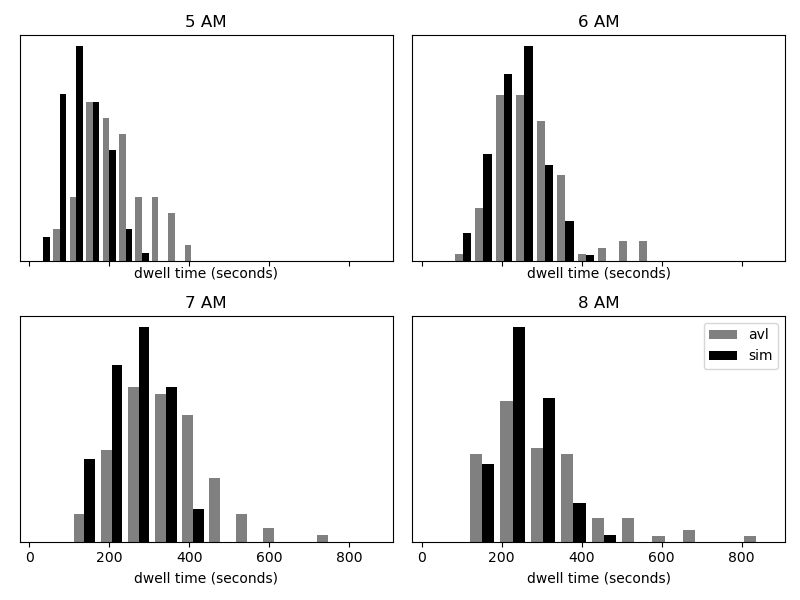 5 AM
6 AM
dwell time (seconds)
dwell time (seconds)
7 AM
8 AM
avl
sim
0 200 400 600 800
0 200 400 600 800
dwell time (seconds)
dwell time (seconds)